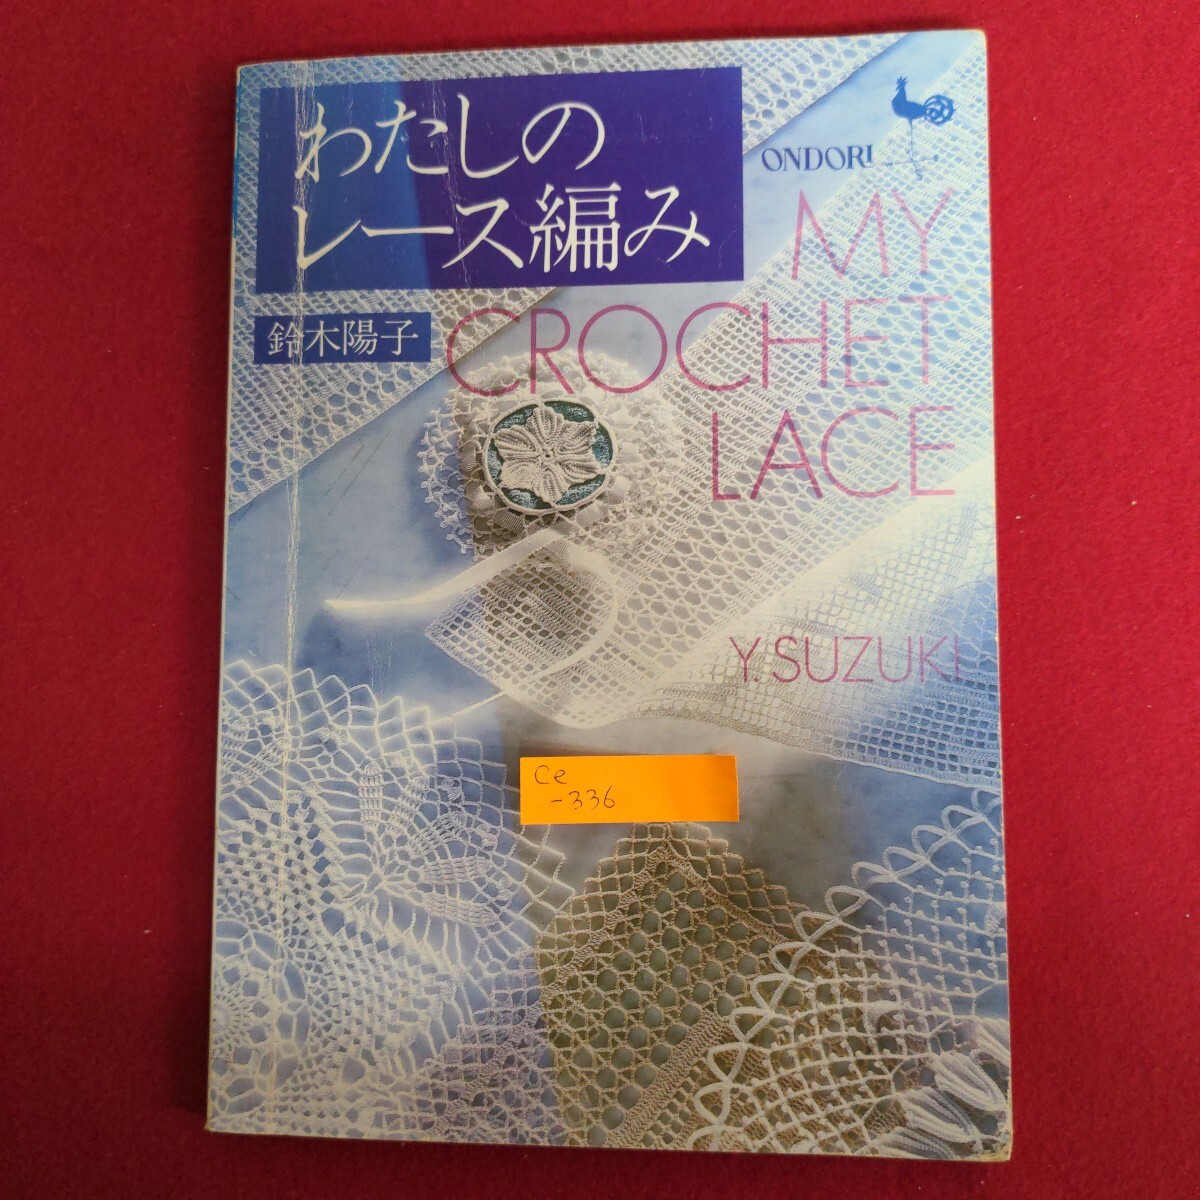 わたしの
レース編み
鈴木陽子
ONDORI
MY
CROCHET
LACE
Y.SUZUKI
Ce
-336